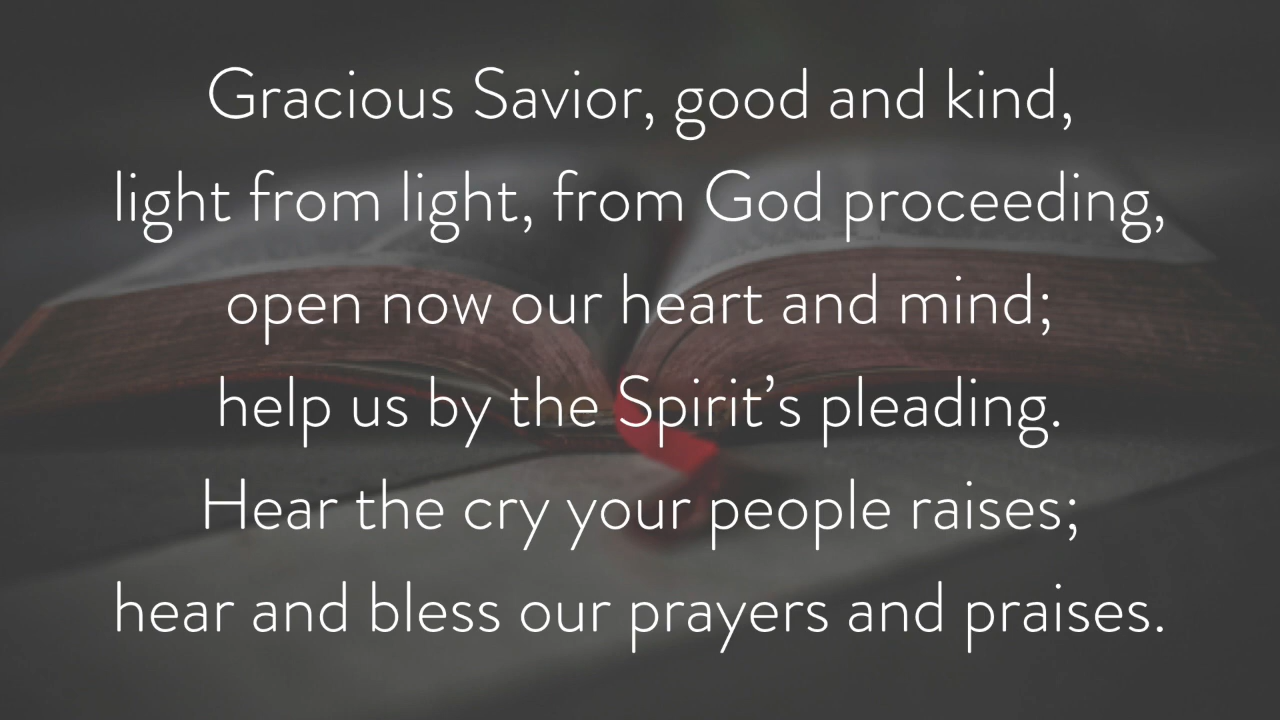 Gracious Savior, good and kind,
light from light, from God proceeding,
open now our heart and mind;
help us by the Spirit’s pleading.
Hear the cry your people raises;
hear and bless our prayers and praises.